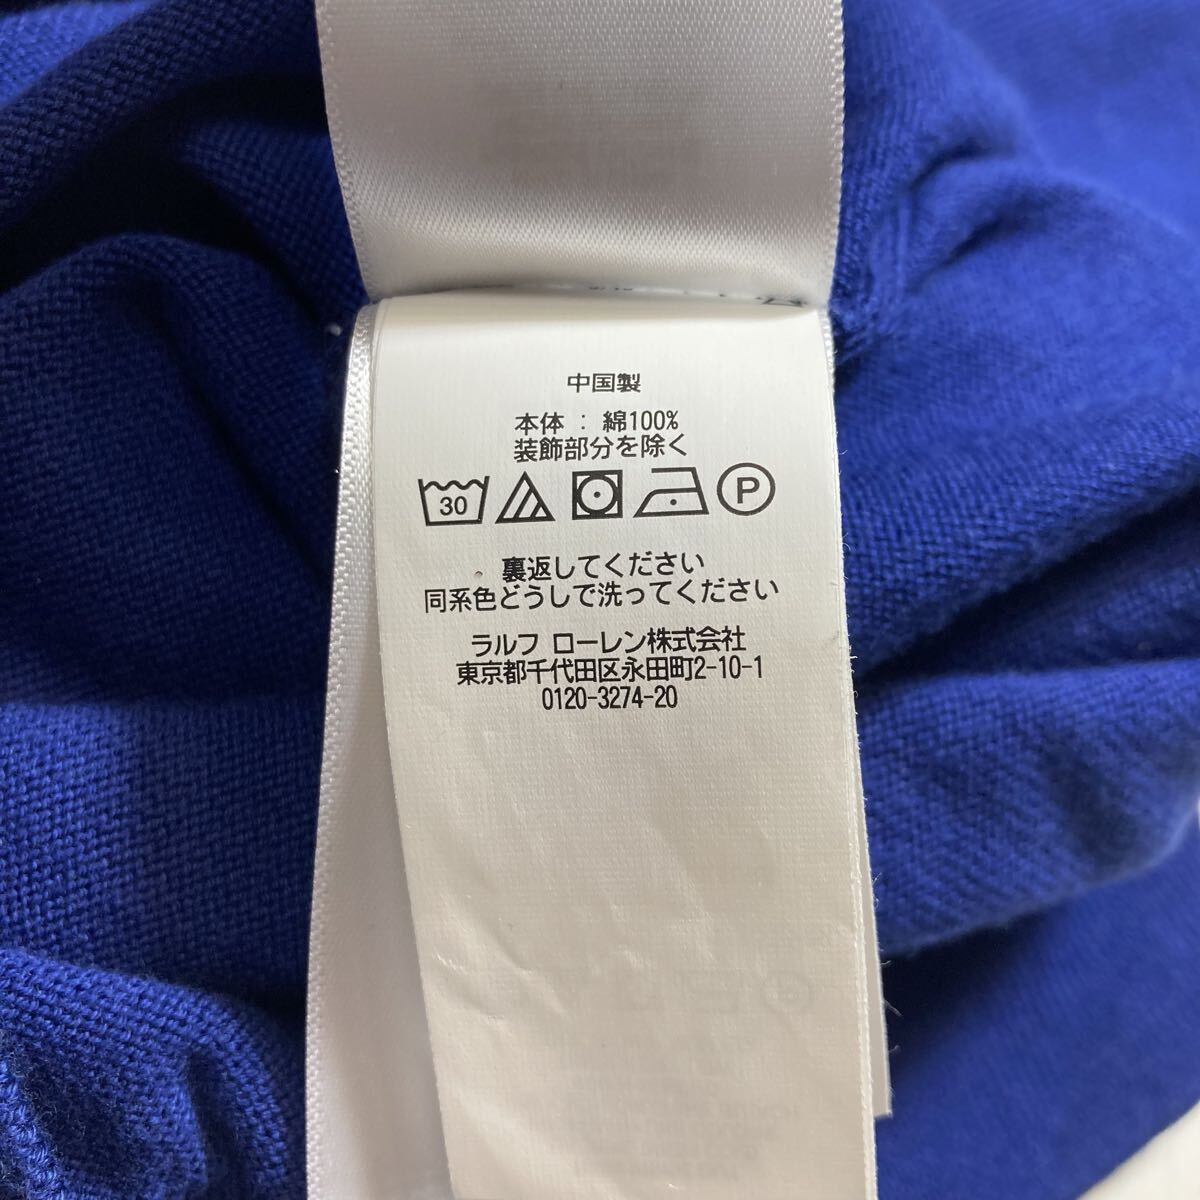 中国製
本体 : 綿100%
装飾部分を除く
30 P
裏返してください
同系色どうしで洗ってください
ラルフ ローレン株式会社
東京都千代田区永田町2-10-1
0120-3274-20